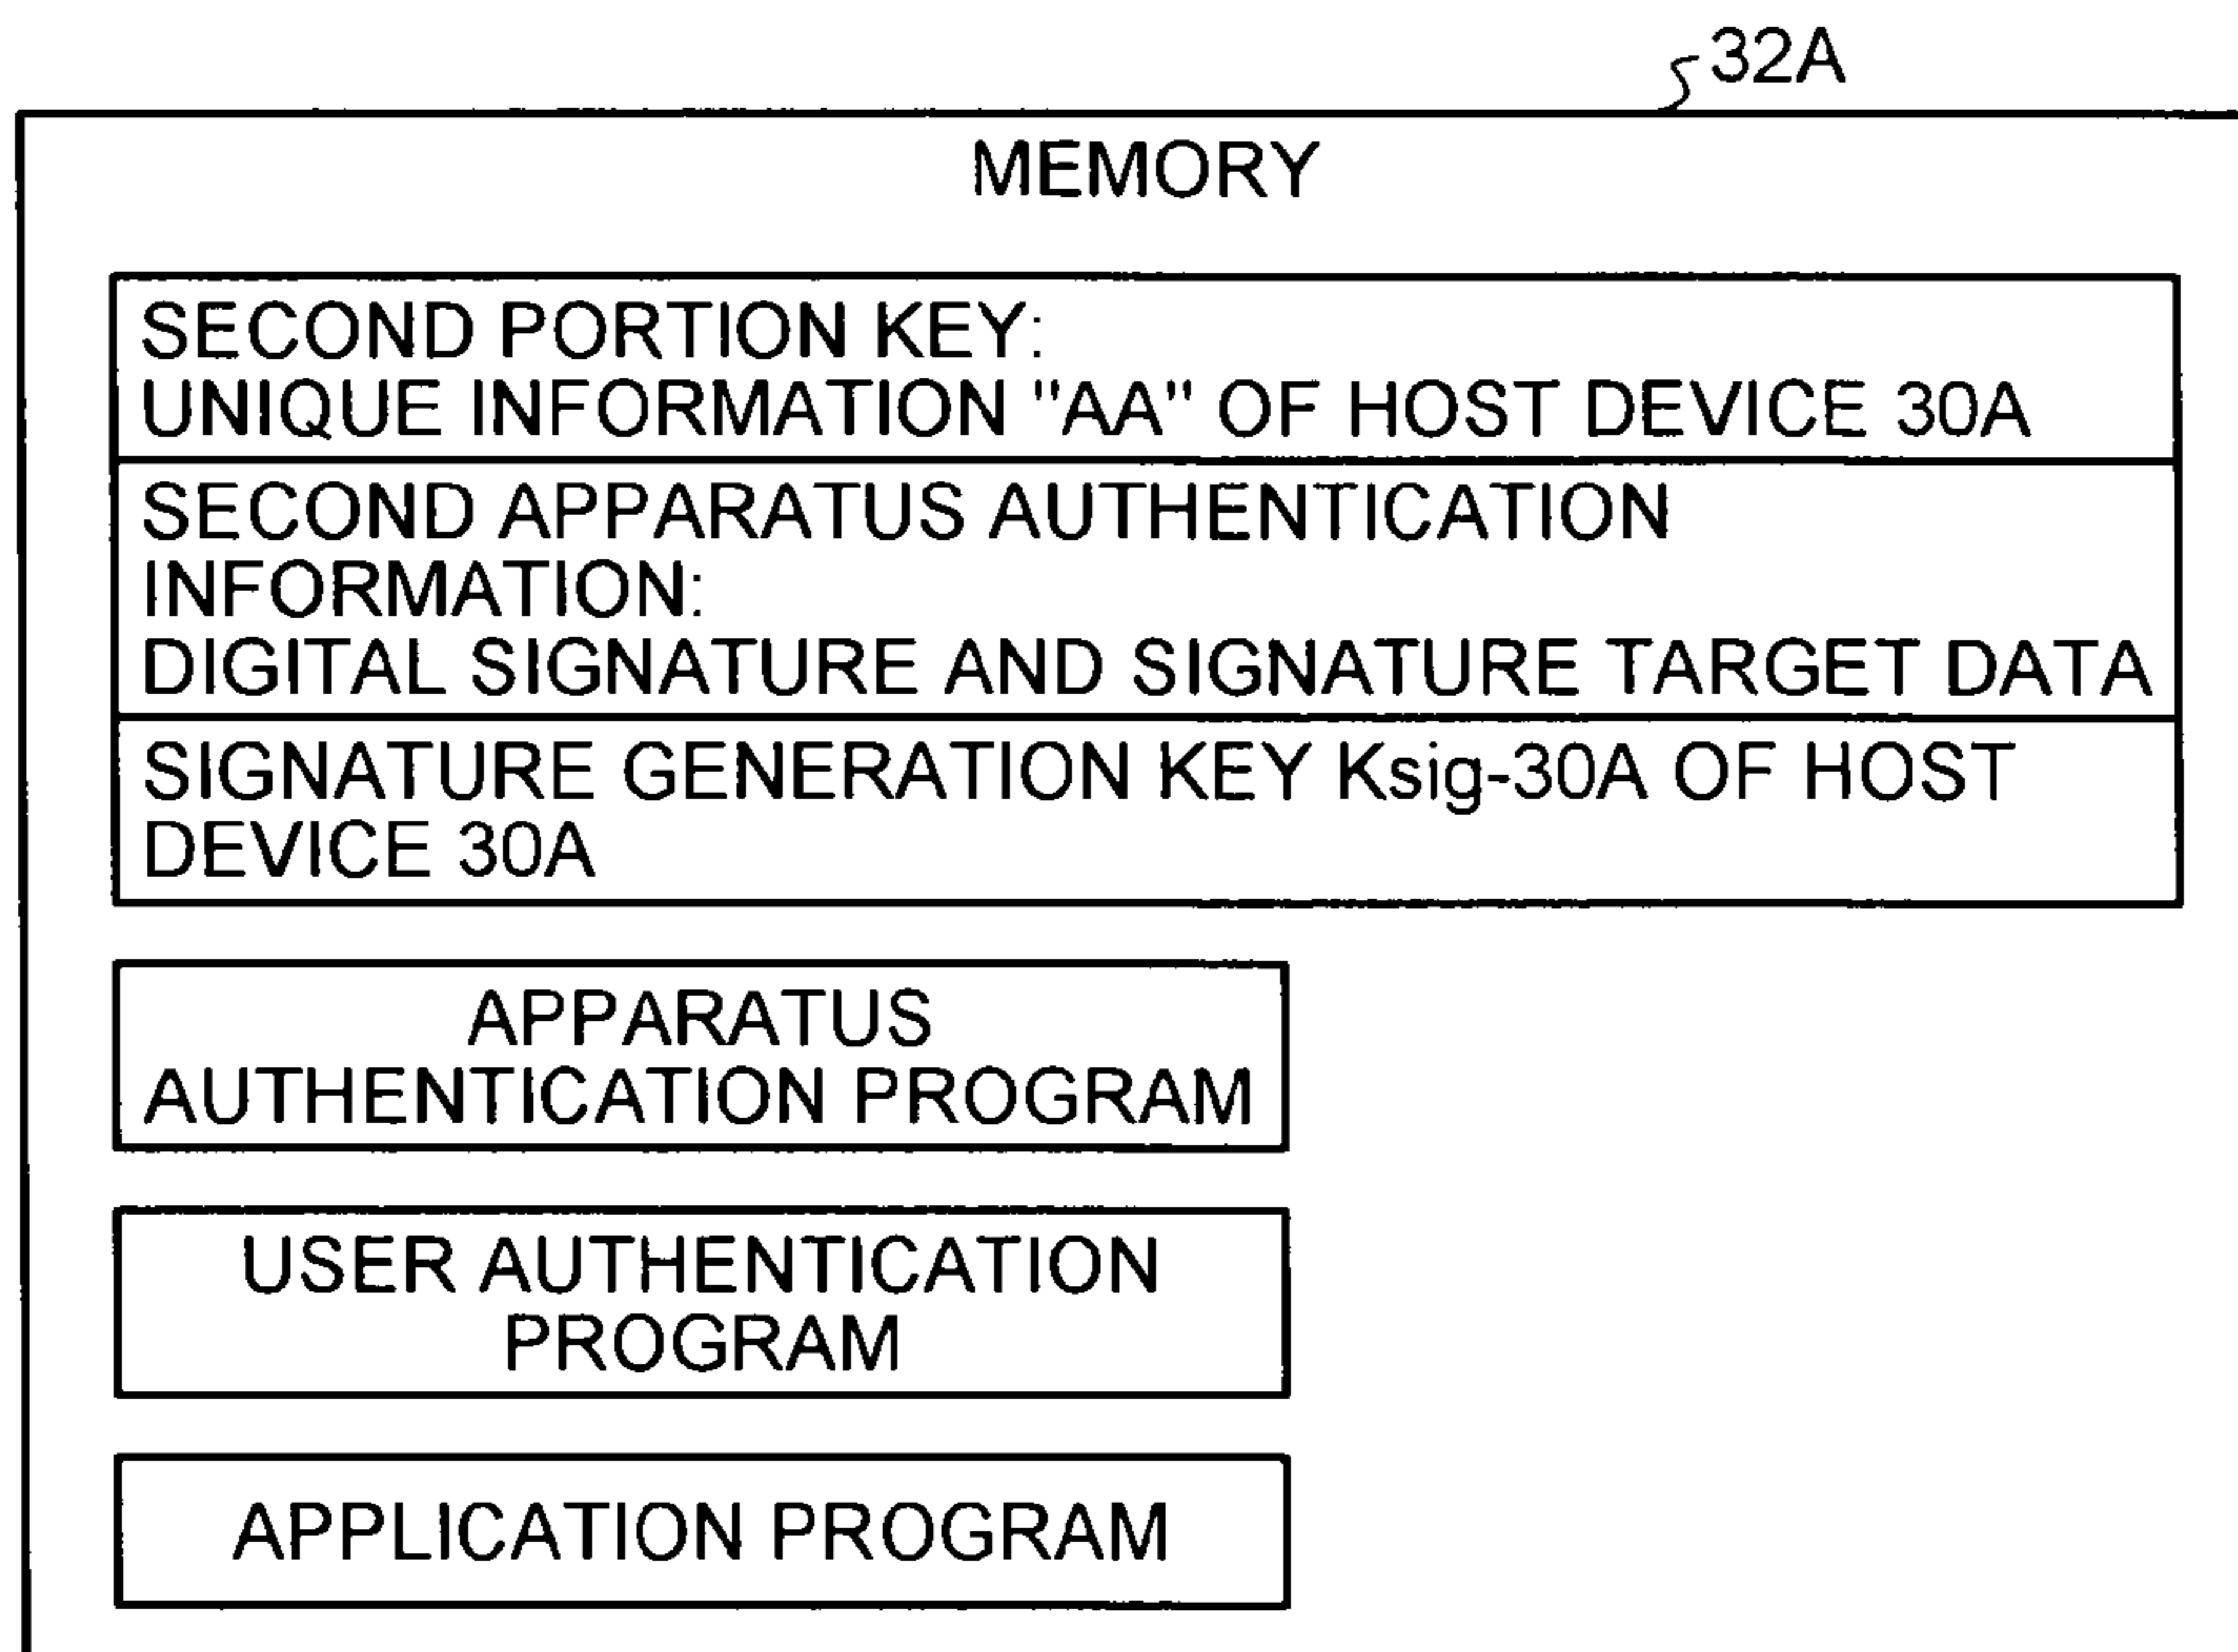 32A
MEMORY
SECOND PORTION KEY:
UNIQUE INFORMATION "AA" OF HOST DEVICE 30A
SECOND APPARATUS AUTHENTICATION
INFORMATION:
DIGITAL SIGNATURE AND SIGNATURE TARGET DATA
SIGNATURE GENERATION KEY Ksig-30A OF HOST
DEVICE 30A
APPARATUS
AUTHENTICATION PROGRAM
USER AUTHENTICATION
PROGRAM
APPLICATION PROGRAM